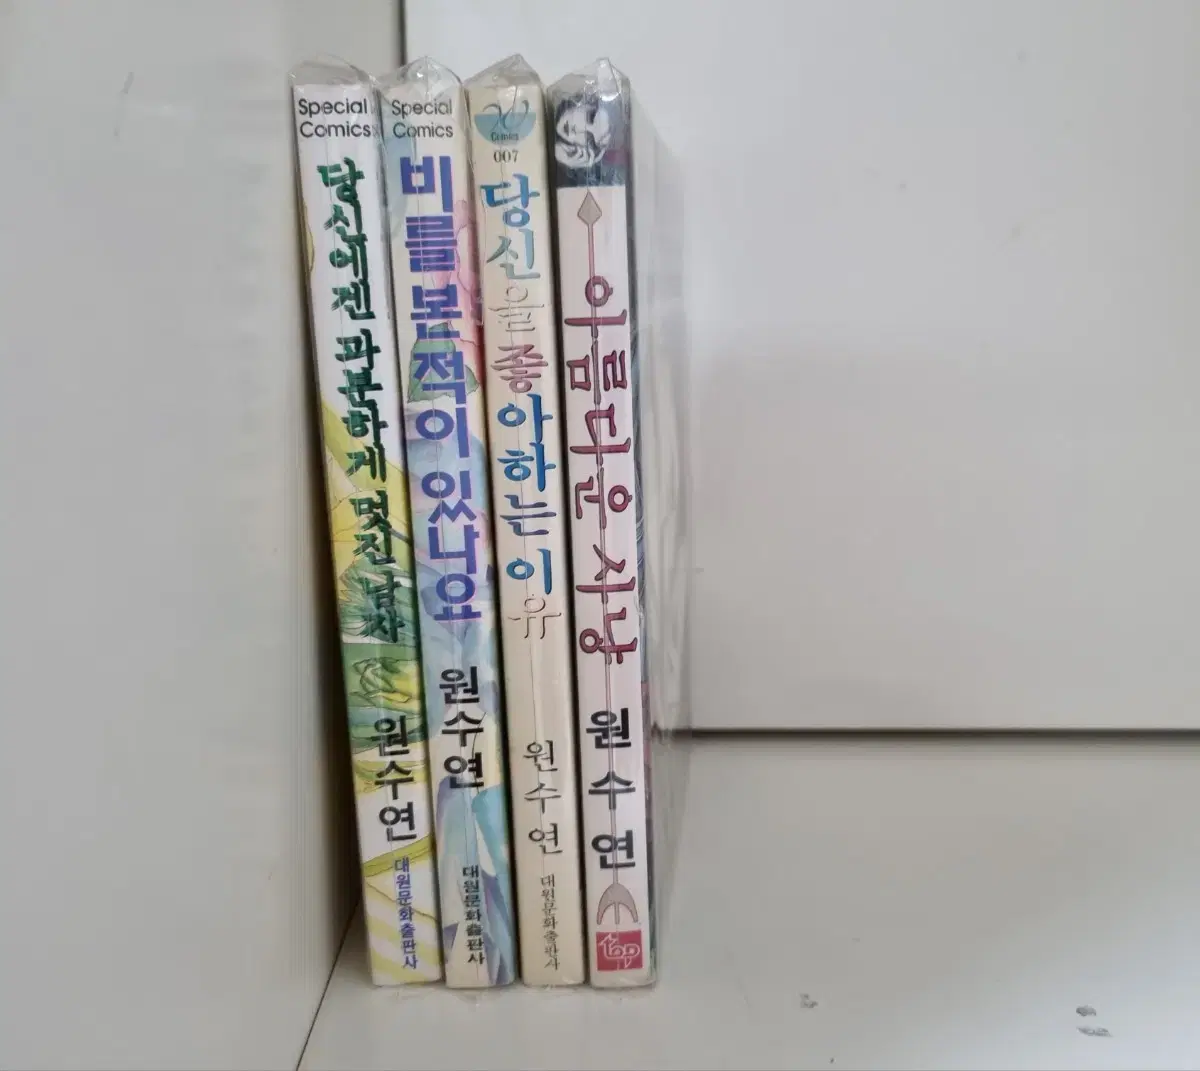 Special
Comics
당신에겐 과분하게 멋진 남자
원수연
대원문화출판사
Special
Comics
비를 본적이 있나요
원수연
대원문화출판사
Comics
007
당신을 좋아하는 이유
원수연
대원문화출판사
아름다운 사냥
원수연